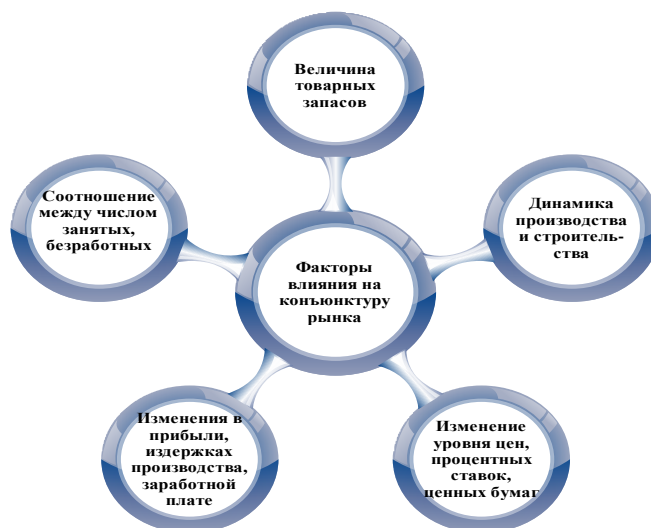 Величина
товарных
запасов
Соотношение
между числом
занятых,
безработных
Динамика
производства
и строитель-
ства
Факторы
влияния на
конъюнктуру
рынка
Изменения в
прибыли,
издержках
производства,
заработной
плате
Изменение
уровня цен,
процентных
ставок,
ценных бумаг